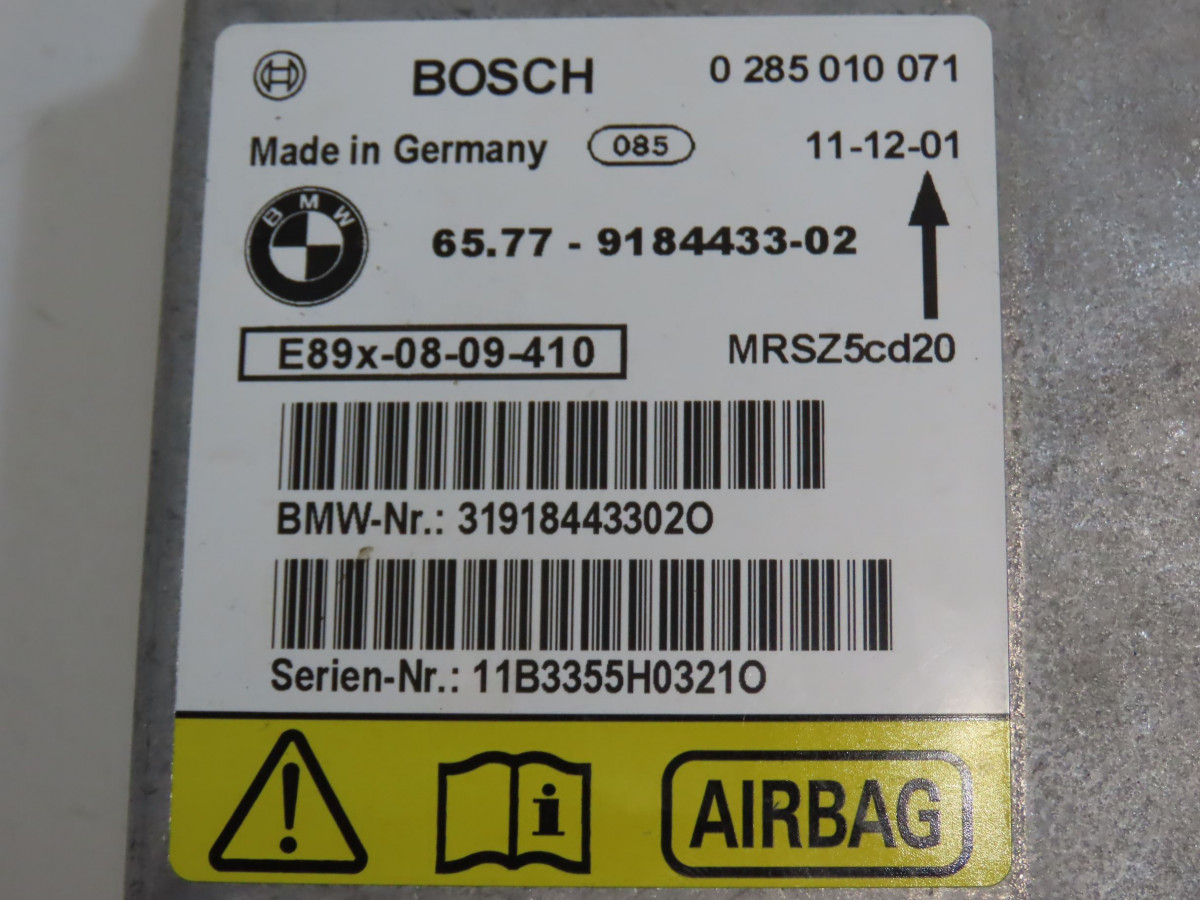 BOSCH 0 285 010 071
Made in Germany 085 11-12-01
BMW
65.77 - 9184433-02
E89x-08-09-410 MRSZ5cd20
BMW-Nr.: 31918443302O
Serien-Nr.: 11B3355H0321O
i
AIRBAG